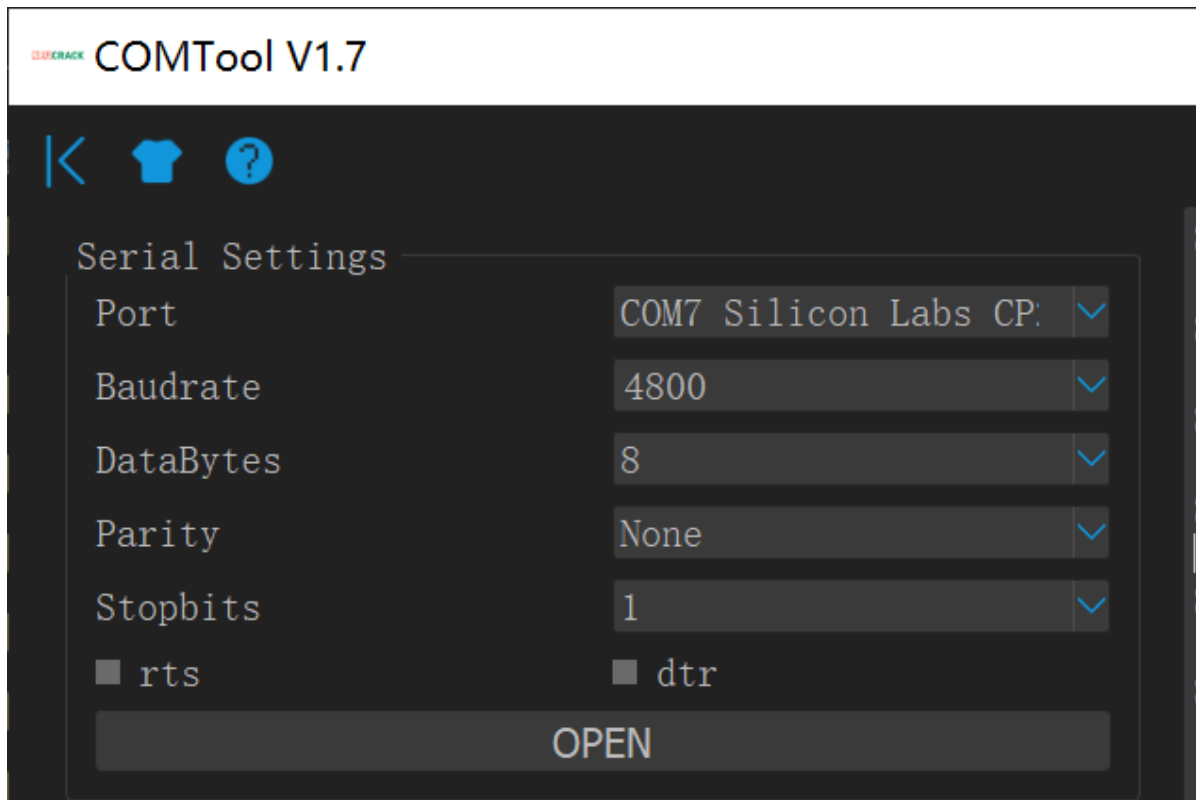 COMTool V1.7
Serial Settings
Port COM7 Silicon Labs CP
Baudrate 4800
DataBytes 8
Parity None
Stopbits 1
rts dtr
OPEN